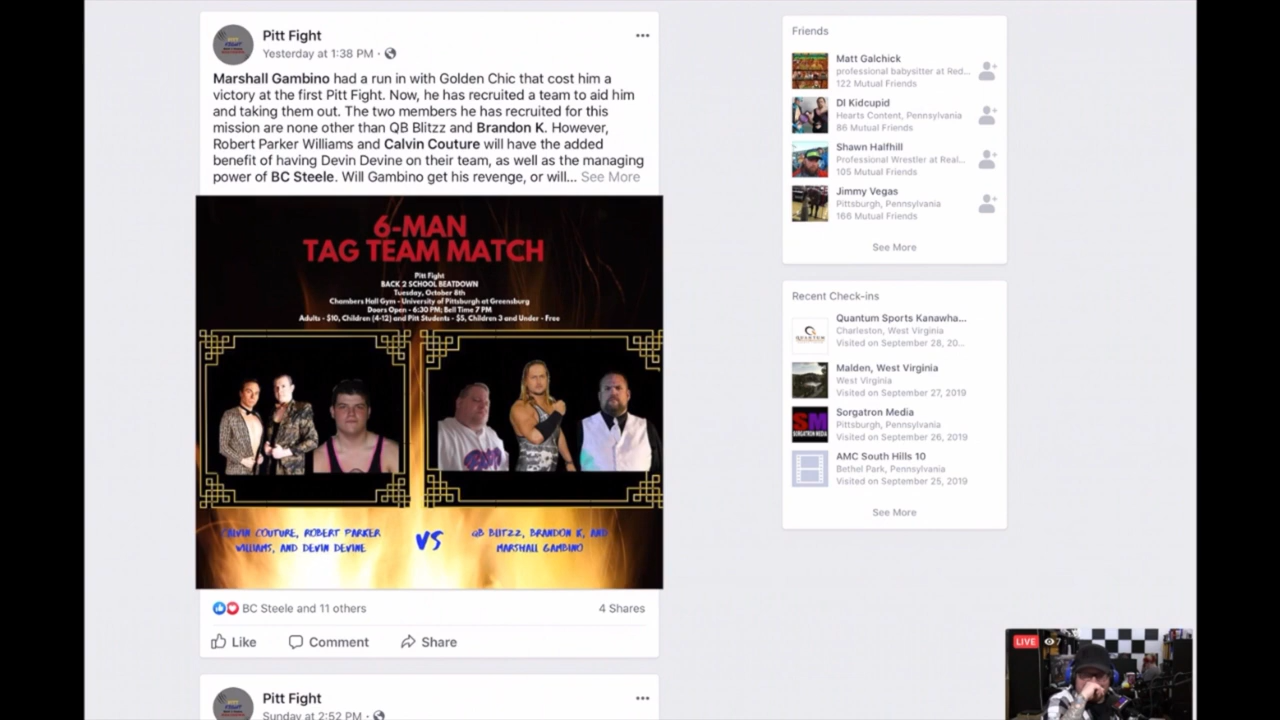 Pitt Fight
Yesterday at 1:38 PM ·
Marshall Gambino had a run in with Golden Chic that cost him a
victory at the first Pitt Fight. Now, he has recruited a team to aid him
and taking them out. The two members he has recruited for this
mission are none other than QB Blitzz and Brandon K. However,
Robert Parker Williams and Calvin Couture will have the added
benefit of having Devin Devine on their team, as well as the managing
power of BC Steele. Will Gambino get his revenge, or will... See More
6-MAN
TAG TEAM MATCH
Pitt Fight
BACK 2 SCHOOL BEATDOWN
Tuesday, October 8th
Chambers Hall Gym - University of Pittsburgh at Greensburg
Doors Open - 6:30 PM; Bell Time 7 PM
Adults - $10, Children (4-12) and Pitt Students - $5, Children 3 and Under - Free
CALVIN COUTURE, ROBERT PARKER
WILLIAMS, AND DEVIN DEVINE
VS
QB BLITZZ, BRANDON K, AND
MARSHALL GAMBINO
BC Steele and 11 others
4 Shares
Like
Comment
Share
Pitt Fight
Sunday at 2:52 PM ·
Friends
Matt Galchick
professional babysitter at Red...
122 Mutual Friends
DI Kidcupid
Hearts Content, Pennsylvania
86 Mutual Friends
Shawn Halfhill
Professional Wrestler at Real...
105 Mutual Friends
Jimmy Vegas
Pittsburgh, Pennsylvania
166 Mutual Friends
See More
Recent Check-ins
QUANTUM
Quantum Sports Kanawha...
Charleston, West Virginia
Visited on September 28, 20...
Malden, West Virginia
West Virginia
Visited on September 27, 2019
SM
SORGATRON MEDIA
Sorgatron Media
Pittsburgh, Pennsylvania
Visited on September 26, 2019
AMC South Hills 10
Bethel Park, Pennsylvania
Visited on September 25, 2019
See More
LIVE
7